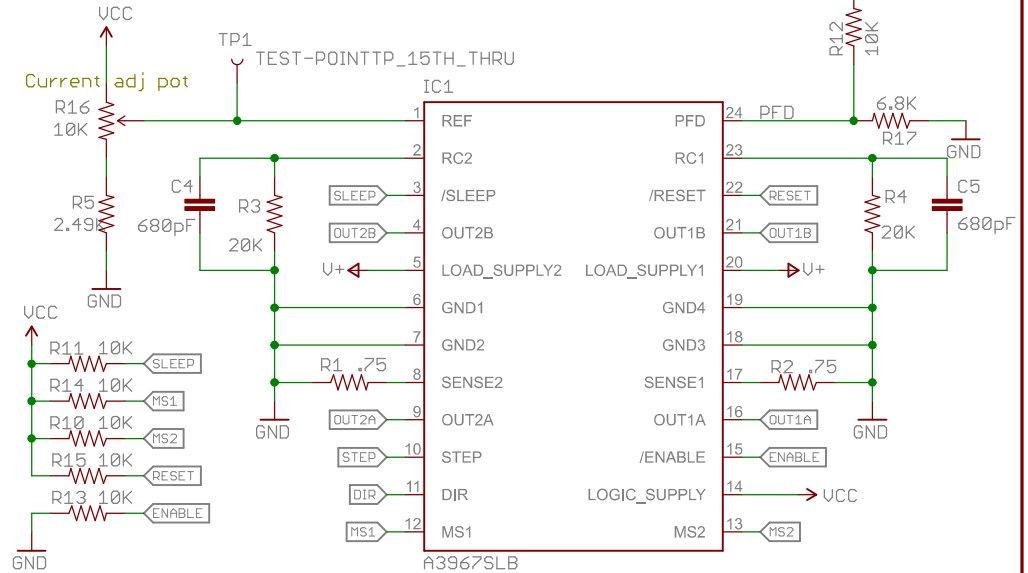 VCC
TP1
TEST-POINTTP_15TH_THRU
R12
10K
Current adj pot
R16
10K
IC1
1 REF
PFD 24 PFD
6.8K
R17
GND
2 RC2
RC1 23
C4
680pF
R3
20K
SLEEP 3 /SLEEP
/RESET 22 RESET
R4
20K
C5
680pF
R5
2.49K
OUT2B 4 OUT2B
OUT1B 21 OUT1B
V+ 5 LOAD_SUPPLY2
LOAD_SUPPLY1 20 V+
GND
6 GND1
GND4 19
VCC
7 GND2
GND3 18
R11 10K SLEEP
R1 .75 8 SENSE2
SENSE1 17 R2 .75
R14 10K MS1
OUT2A 9 OUT2A
OUT1A 16 OUT1A
GND
GND
R10 10K MS2
STEP 10 STEP
/ENABLE 15 ENABLE
R15 10K RESET
DIR 11 DIR
LOGIC_SUPPLY 14 VCC
R13 10K ENABLE
MS1 12 MS1
MS2 13 MS2
GND
A3967SLB